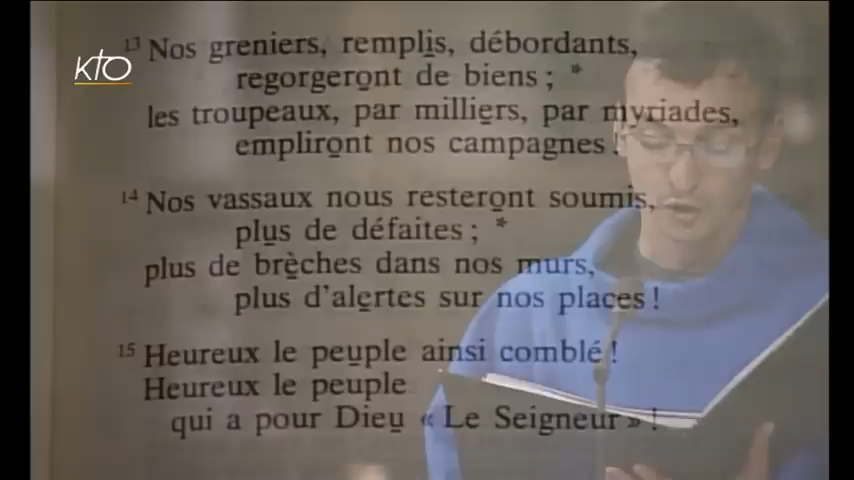 KTO
13 Nos greniers, remplis, débordants,
regorgeront de biens ; *
les troupeaux, par milliers, par myriades,
empliront nos campagnes !
14 Nos vassaux nous resteront soumis,
plus de défaites ; *
plus de brèches dans nos murs,
plus d'alertes sur nos places !
15 Heureux le peuple ainsi comblé !
Heureux le peuple
qui a pour Dieu « Le Seigneur » !